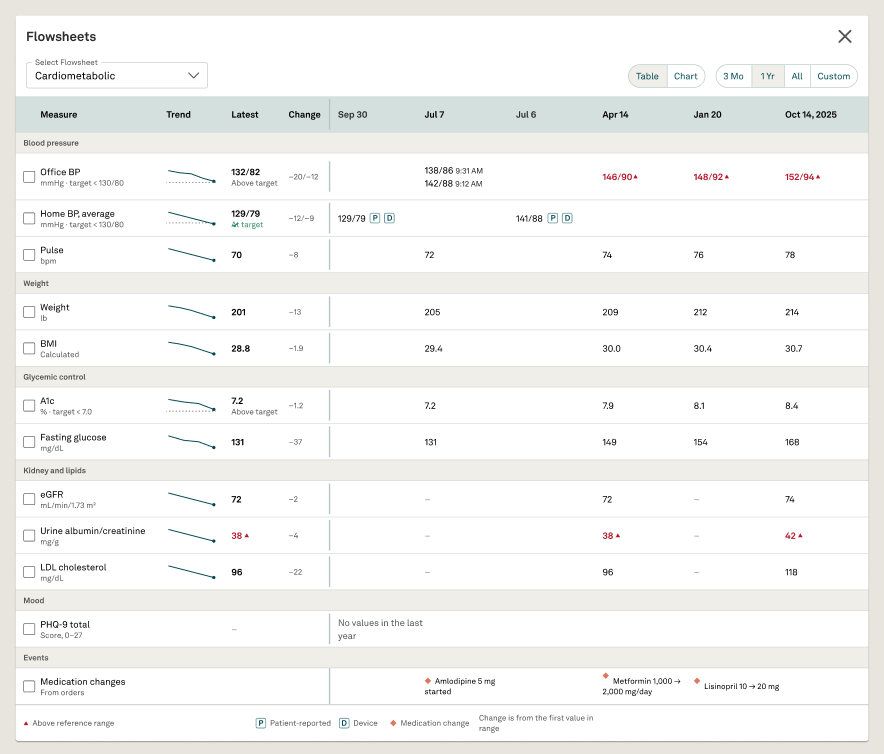 Flowsheets
Select Flowsheet
Cardiometabolic
Table Chart 3 Mo 1 Yr All Custom
Measure Trend Latest Change Sep 30 Jul 7 Jul 6 Apr 14 Jan 20 Oct 14, 2025
Blood pressure
Office BP 132/82 −20/−12 138/86 9:31 AM 146/90▲ 148/92▲ 152/94▲
mmHg · target < 130/80 Above target 142/88 9:12 AM
Home BP, average 129/79 −12/−9 129/79 P D 141/88 P D
mmHg · target < 130/80 At target
Pulse 70 −8 72 74 76 78
bpm
Weight
Weight 201 −13 205 209 212 214
lb
BMI 28.8 −1.9 29.4 30.0 30.4 30.7
Calculated
Glycemic control
A1c 7.2 −1.2 7.2 7.9 8.1 8.4
% · target < 7.0 Above target
Fasting glucose 131 −37 131 149 154 168
mg/dL
Kidney and lipids
eGFR 72 −2 – 72 – 74
mL/min/1.73 m²
Urine albumin/creatinine 38 ▲ −4 – 38 ▲ – 42 ▲
mg/g
LDL cholesterol 96 −22 – 96 – 118
mg/dL
Mood
PHQ-9 total – No values in the last
Score, 0–27 year
Events
Medication changes ◆ Amlodipine 5 mg ◆ Metformin 1,000 → ◆ Lisinopril 10 → 20 mg
From orders started 2,000 mg/day
▲ Above reference range P Patient-reported D Device ◆ Medication change Change is from the first value in
range